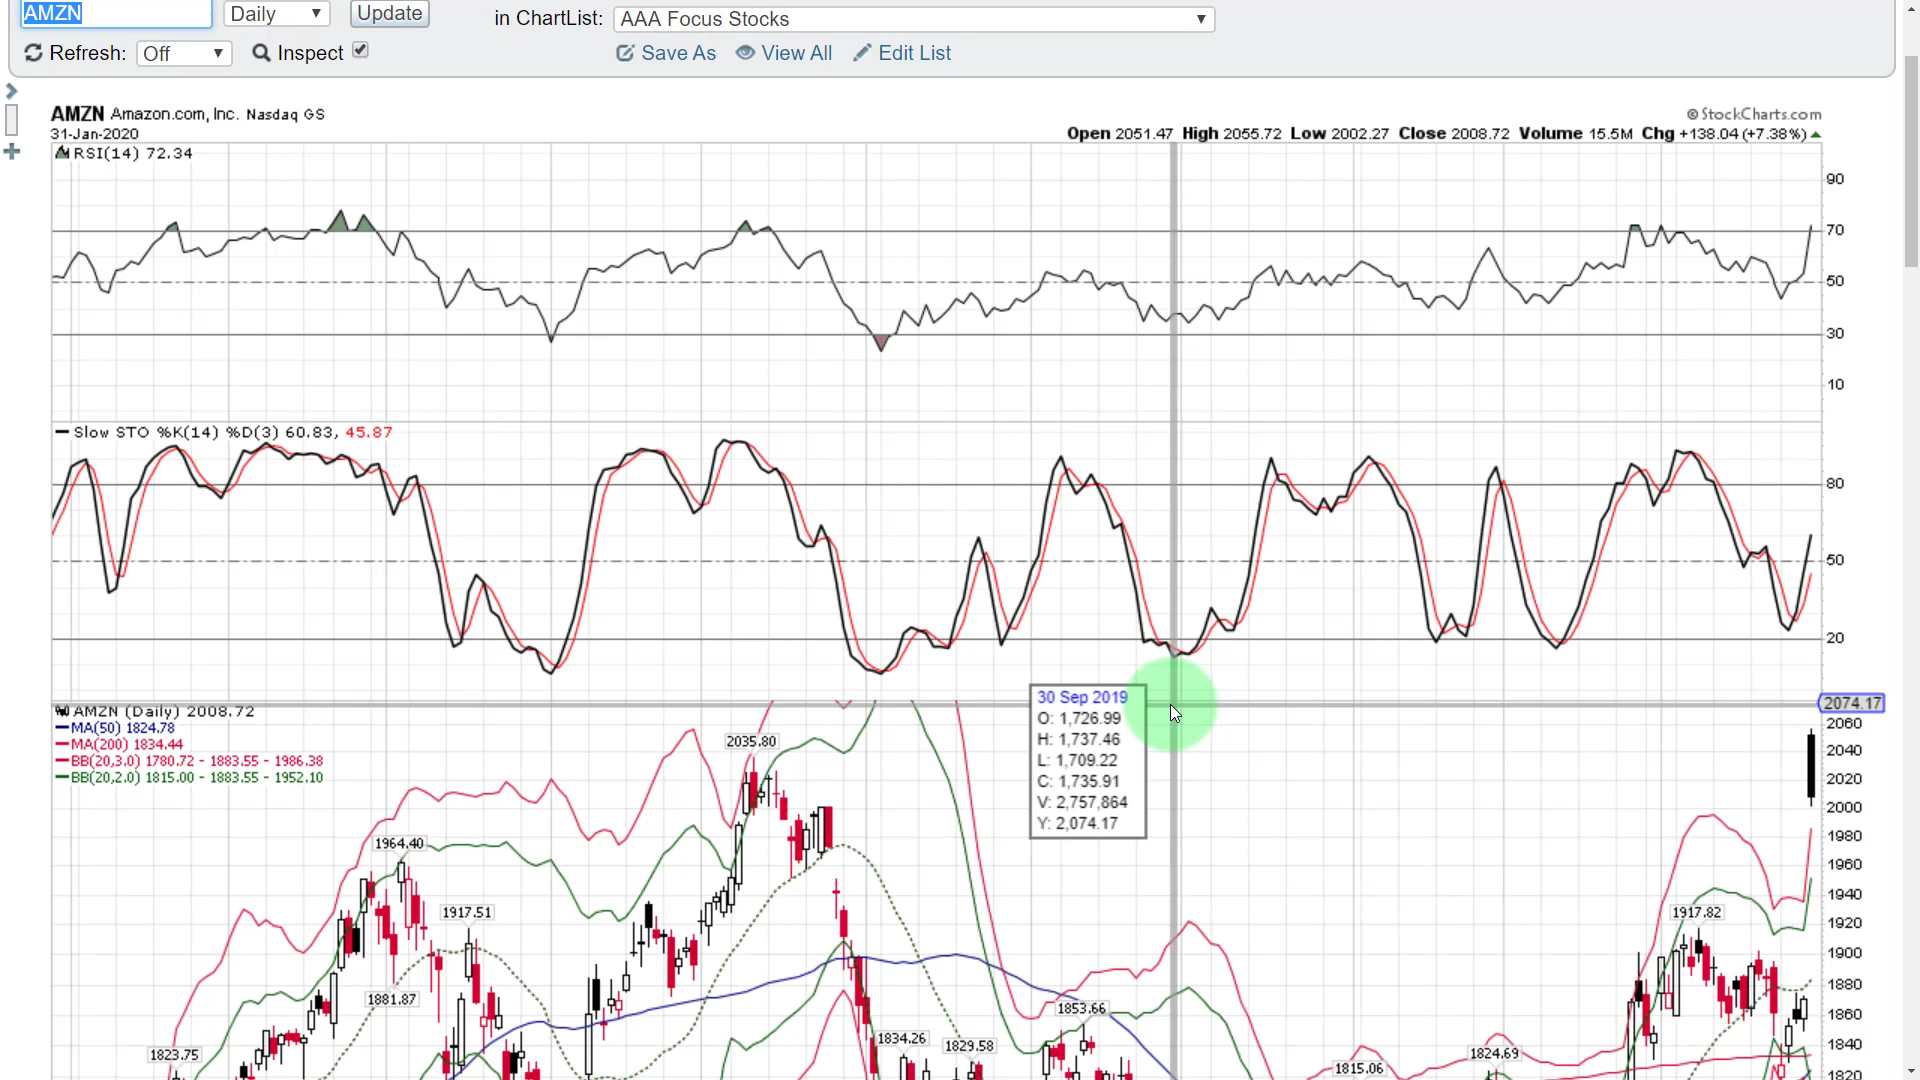 AMZN Daily Update in ChartList: AAA Focus Stocks
Refresh: Off Inspect Save As View All Edit List
AMZN Amazon.com, Inc. Nasdaq GS ©StockCharts.com
31-Jan-2020 Open 2051.47 High 2055.72 Low 2002.27 Close 2008.72 Volume 15.5M Chg +138.04 (+7.38%)
RSI(14) 72.34
90
70
50
30
10
Slow STO %K(14) %D(3) 60.83, 45.87
80
50
20
30 Sep 2019
O: 1,726.99
H: 1,737.46
L: 1,709.22
C: 1,735.91
V: 2,757,864
Y: 2,074.17
AMZN (Daily) 2008.72
MA(50) 1824.78
MA(200) 1834.44
BB(20,3.0) 1780.72 - 1883.55 - 1986.38
BB(20,2.0) 1815.00 - 1883.55 - 1952.10
2074.17
2060
2040
2020
2000
1980
1960
1940
1920
1900
1880
1860
1840
1820
2035.80
1964.40
1917.51
1917.82
1881.87
1853.66
1834.26
1829.58
1823.75
1824.69
1815.06